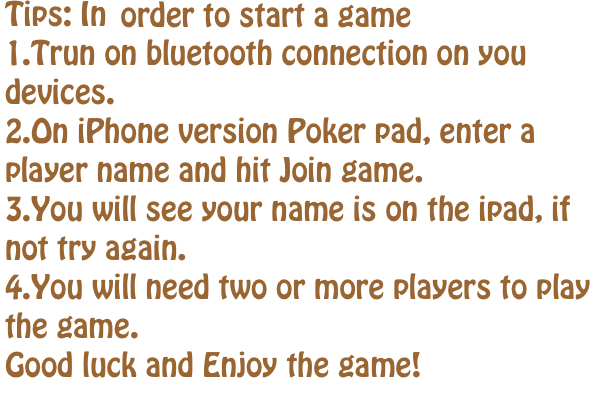 Tips: In order to start a game
1.Trun on bluetooth connection on you
devices.
2.On iPhone version Poker pad, enter a
player name and hit Join game.
3.You will see your name is on the ipad, if
not try again.
4.You will need two or more players to play
the game.
Good luck and Enjoy the game!